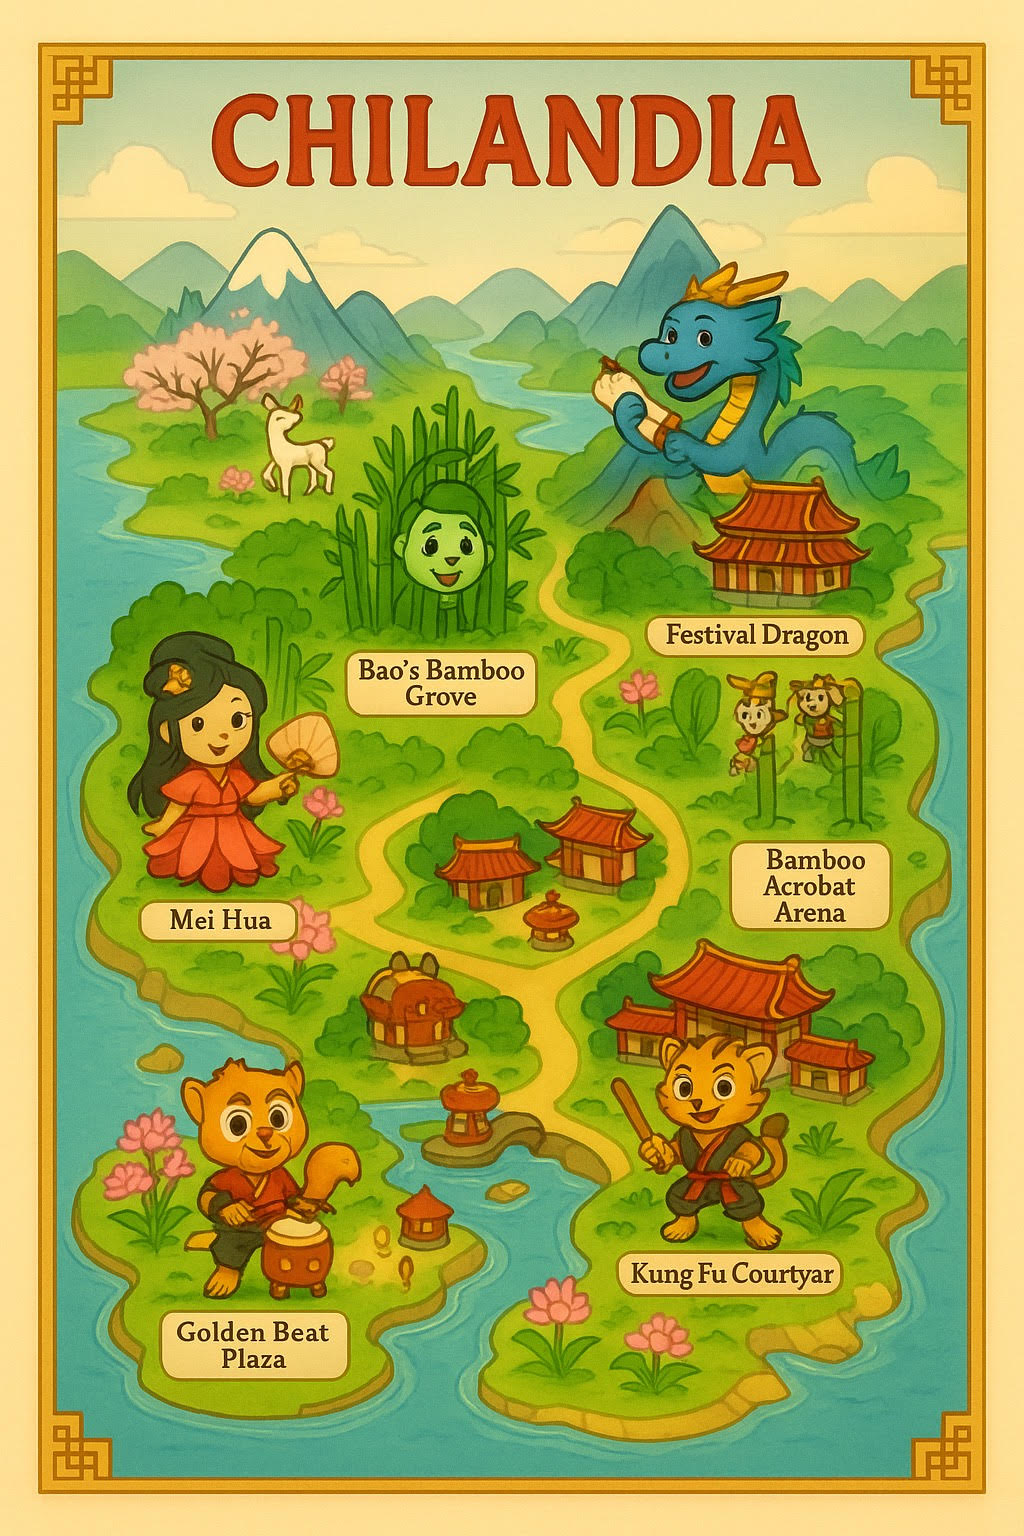 CHILANDIA
Festival Dragon
Bao's Bamboo
Grove
Bamboo
Acrobat
Arena
Mei Hua
Kung Fu Courtyar
Golden Beat
Plaza